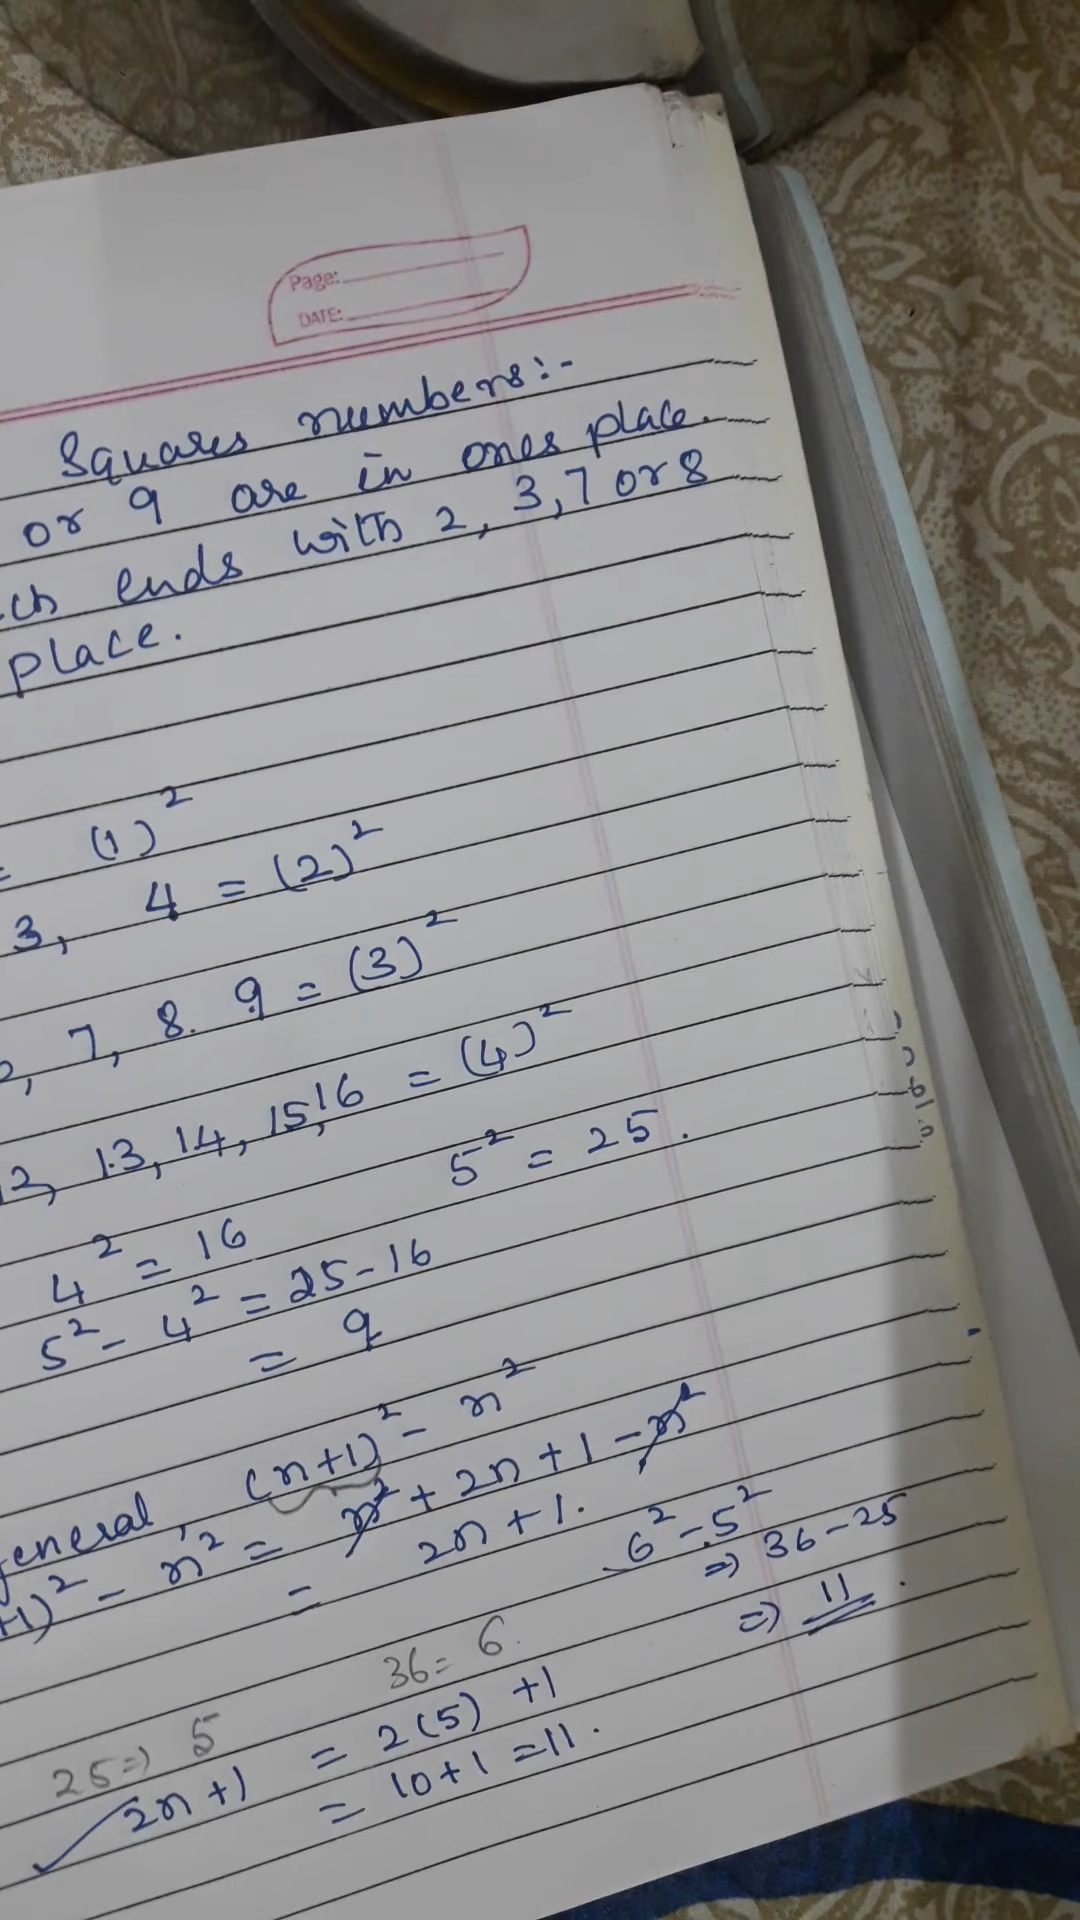 Page:
DATE:
Squares numbers:-
or 9 are in ones place.
ends with 2, 3, 7 or 8
place.
= (1)²
3, 4 = (2)²
7, 8. 9 = (3)²
13, 14, 15, 16 = (4)²
4² = 16 5² = 25.
5² - 4² = 25 - 16
= 9
(n+1)² - n²
+1)² - n² = n² + 2n + 1 - n²
= 2n + 1.
6² - 5²
=> 36 - 25
=> 11.
25 => 5 36 = 6.
2n + 1 = 2(5) + 1
= 10 + 1 = 11.